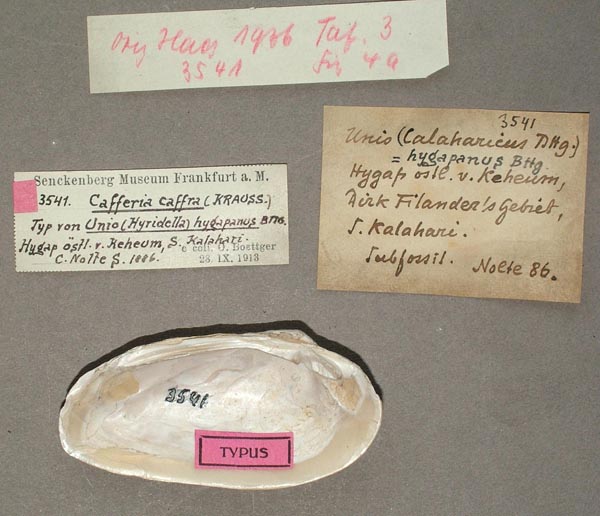 Orig Haas 1936 Taf. 3
3541 Fig 4a
3541
Unio (Calaharicus Bttg.)
= hygapanus Bttg
Hygap östl. v. Keheum,
Dirk Filander's Gebiet,
S. Kalahari.
Subfossil. Nolte 86.
Senckenberg Museum Frankfurt a. M.
3541. Cafferia caffra (KRAUSS.)
Typ von Unio (Hyridella) hygapanus BTTG.
Hygap östl. v. Keheum, S. Kalahari.
C. Nolte S. 1886. e coll. O. Boettger
23. IX. 1913
3541
TYPUS